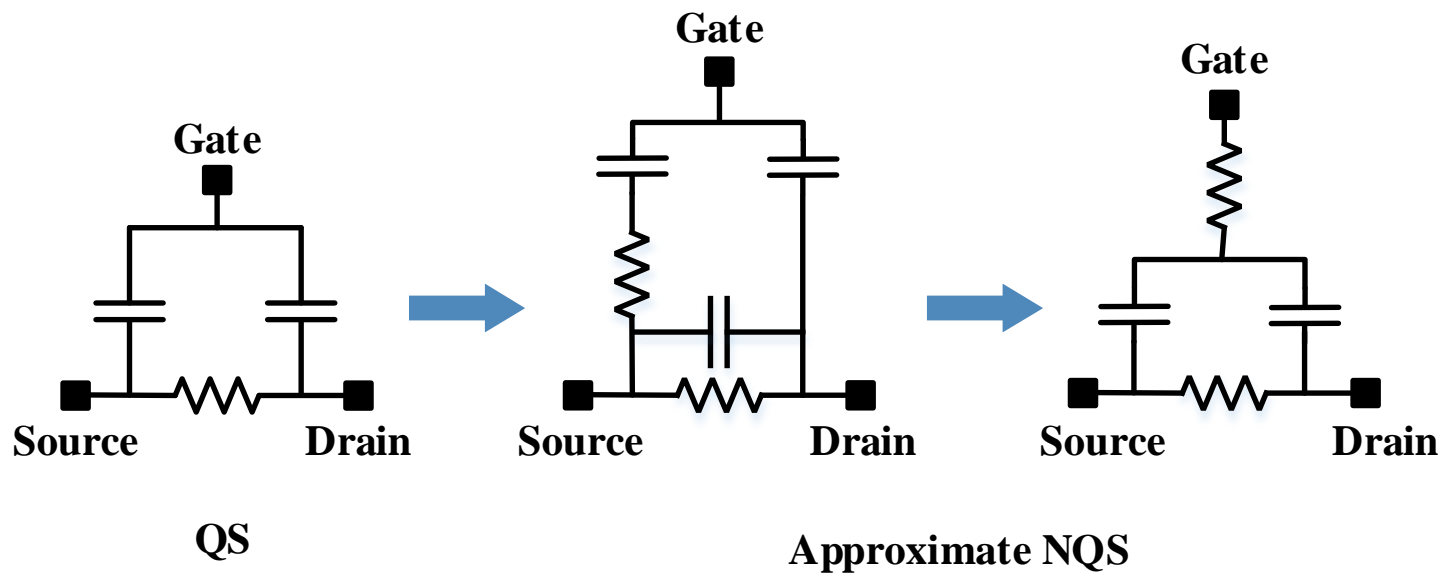 Gate
Source Drain
QS
Gate
Source Drain
Gate
Source Drain
Approximate NQS